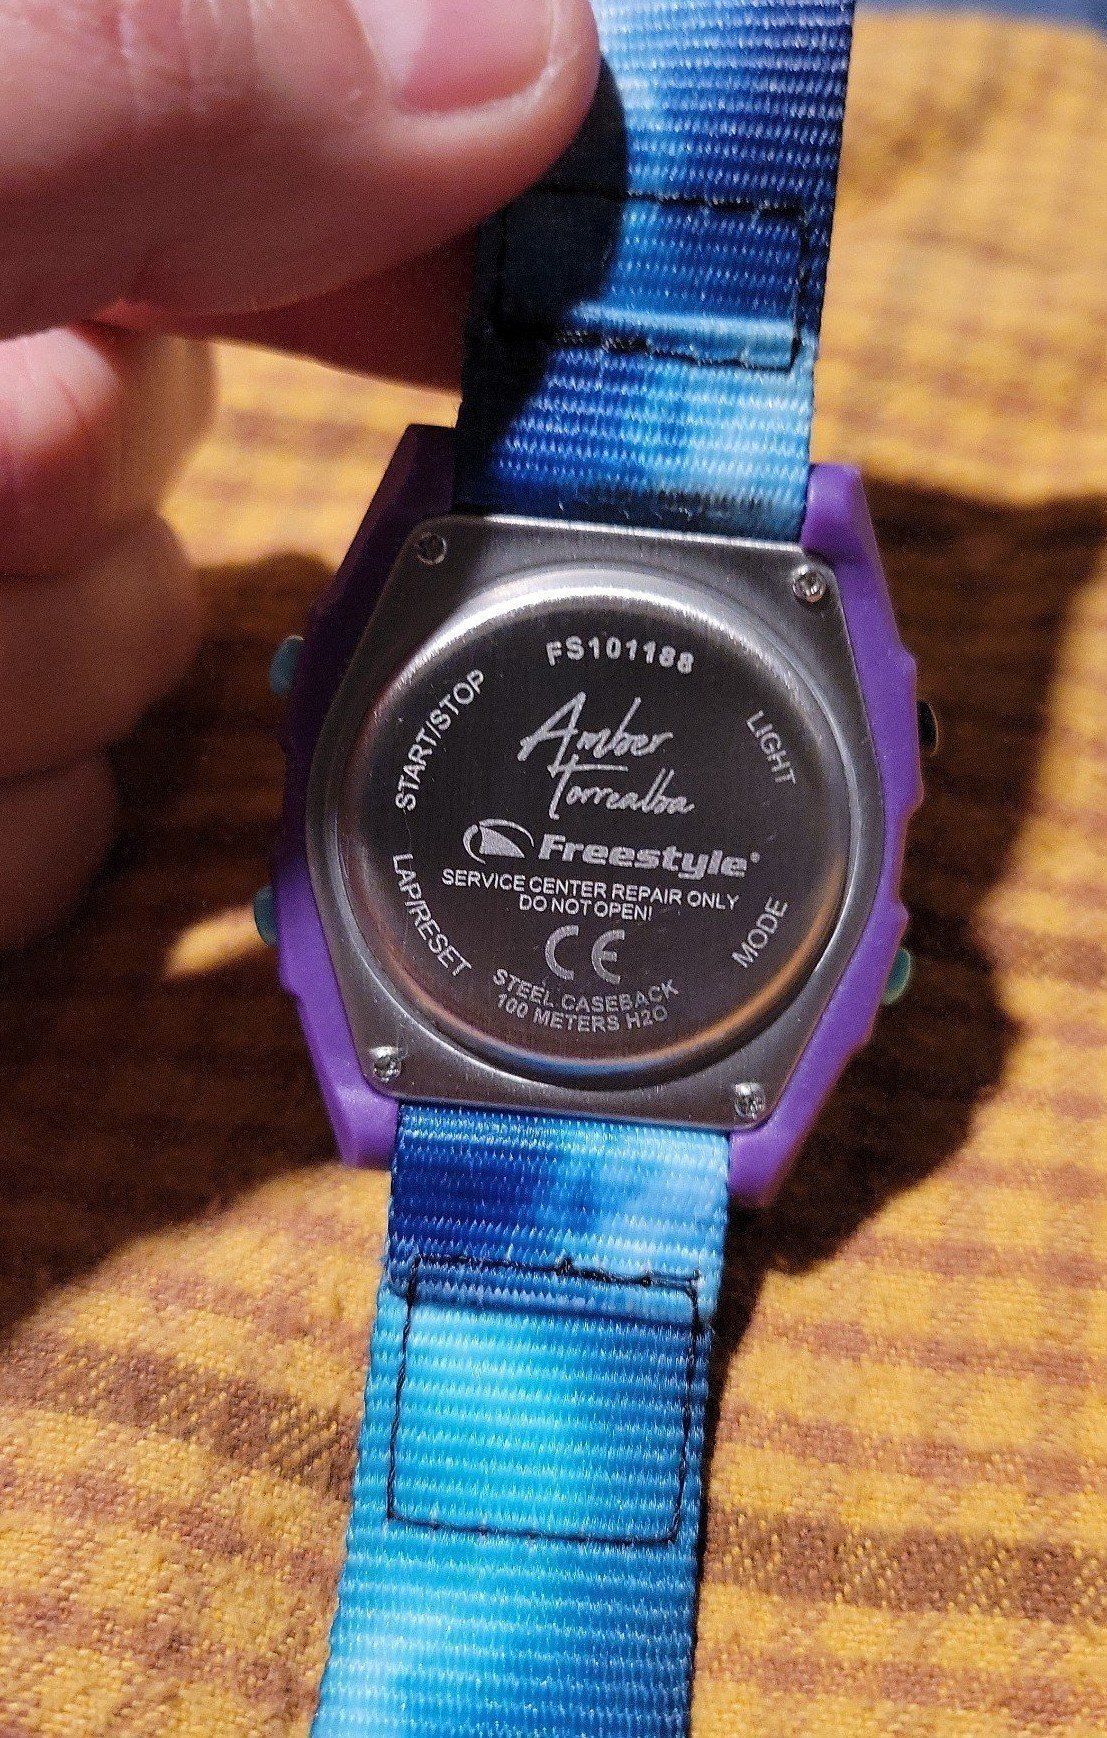 FS101188
START/STOP
LIGHT
Amber
Torrealba
Freestyle®
SERVICE CENTER REPAIR ONLY
DO NOT OPEN!
LAP/RESET
MODE
CE
STEEL CASEBACK
100 METERS H2O